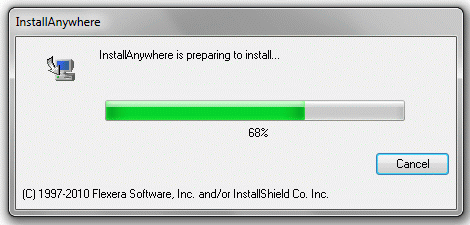 InstallAnywhere
InstallAnywhere is preparing to install...
68%
Cancel
(C) 1997-2010 Flexera Software, Inc. and/or InstallShield Co. Inc.